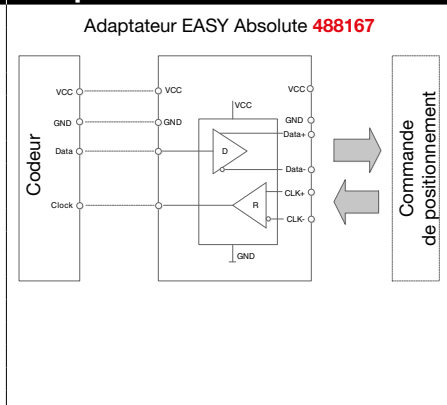 Adaptateur EASY Absolute 488167
Codeur
VCC
GND
Data
Clock
VCC
GND
VCC
D
R
GND
VCC
GND
Data+
Data-
CLK+
CLK-
Commande
de positionnement